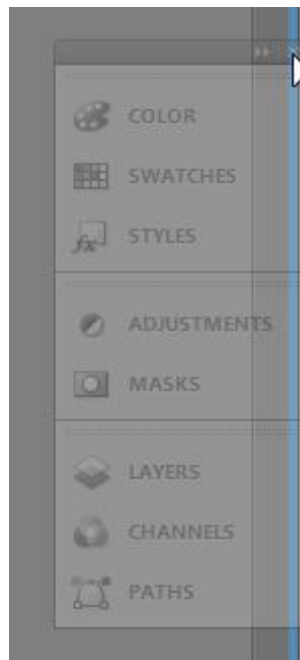 COLOR
SWATCHES
STYLES
ADJUSTMENTS
MASKS
LAYERS
CHANNELS
PATHS